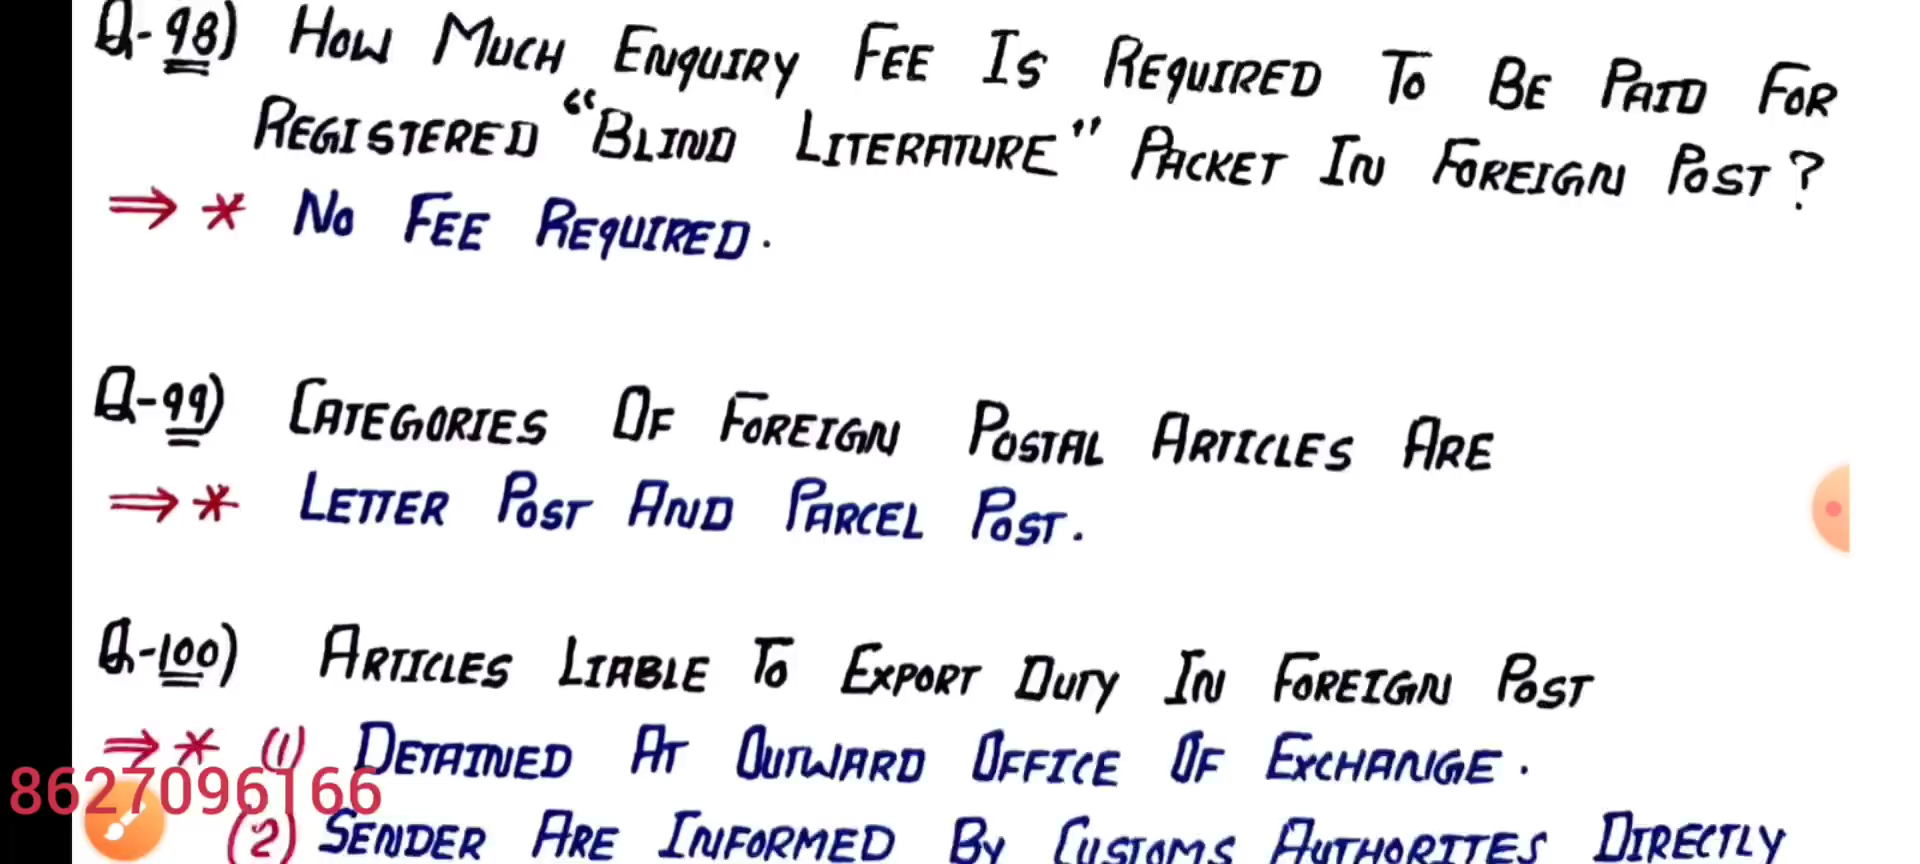 Q-98) HOW MUCH ENQUIRY FEE IS REQUIRED TO BE PAID FOR
REGISTERED "BLIND LITERATURE" PACKET IN FOREIGN POST?
⇒ * NO FEE REQUIRED.
Q-99) CATEGORIES OF FOREIGN POSTAL ARTICLES ARE
⇒ * LETTER POST AND PARCEL POST.
Q-100) ARTICLES LIABLE TO EXPORT DUTY IN FOREIGN POST
⇒ * (1) DETAINED AT OUTWARD OFFICE OF EXCHANGE.
8627096166
(2) SENDER ARE INFORMED BY CUSTOMS AUTHORITES DIRECTLY